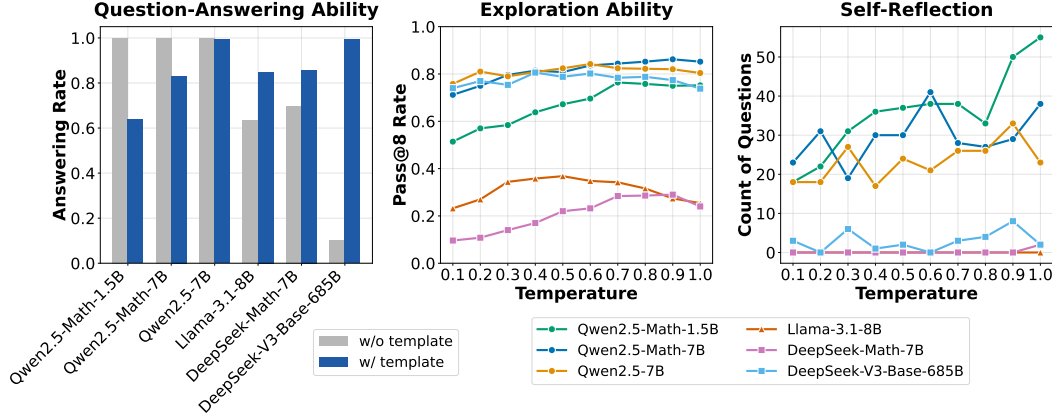 Question-Answering Ability
Answering Rate
1.0
0.8
0.6
0.4
0.2
0.0
Qwen2.5-Math-1.5B
Qwen2.5-Math-7B
Qwen2.5-7B
Llama-3.1-8B
DeepSeek-Math-7B
DeepSeek-V3-Base-685B
w/o template
w/ template
Exploration Ability
Pass@8 Rate
1.0
0.8
0.6
0.4
0.2
0.0
0.1 0.2 0.3 0.4 0.5 0.6 0.7 0.8 0.9 1.0
Temperature
Self-Reflection
Count of Questions
50
40
30
20
10
0
0.1 0.2 0.3 0.4 0.5 0.6 0.7 0.8 0.9 1.0
Temperature
Qwen2.5-Math-1.5B
Qwen2.5-Math-7B
Qwen2.5-7B
Llama-3.1-8B
DeepSeek-Math-7B
DeepSeek-V3-Base-685B